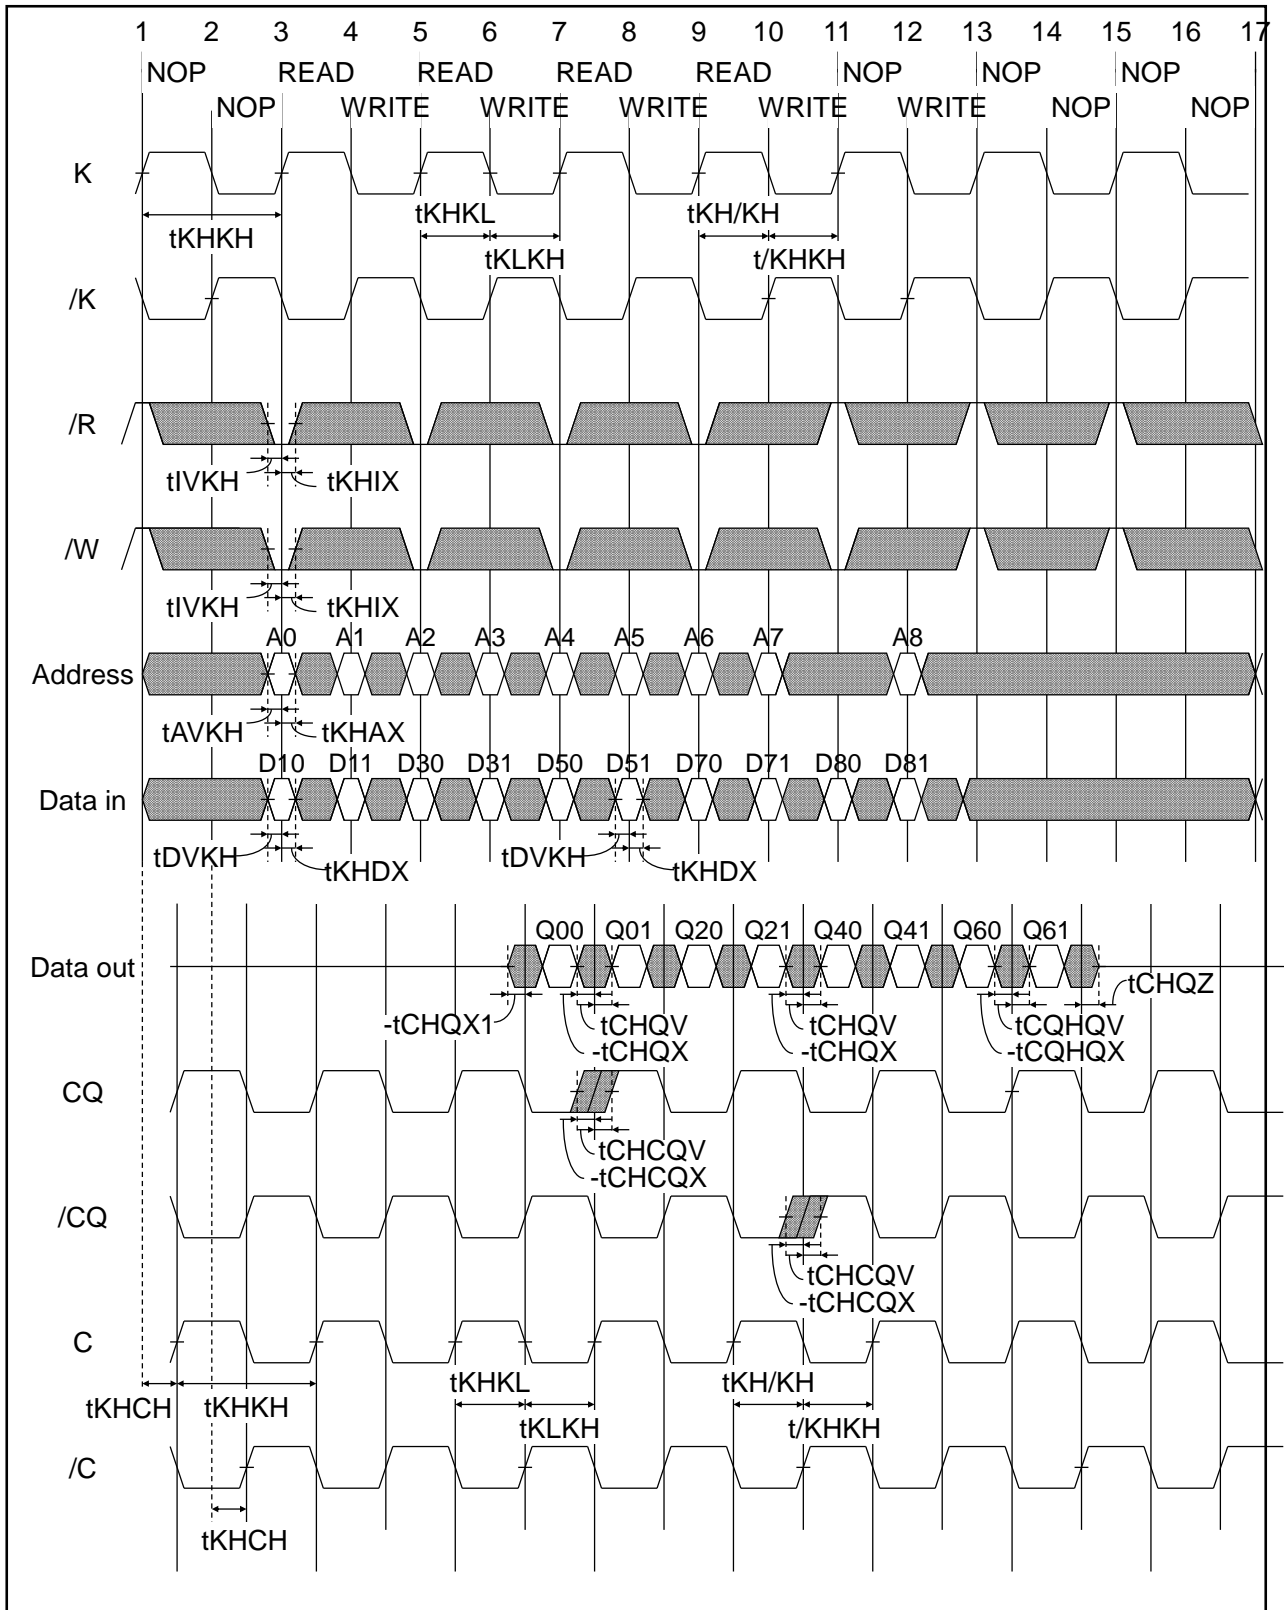 1 2 3 4 5 6 7 8 9 10 11 12 13 14 15 16 17
NOP READ READ READ READ NOP NOP NOP
NOP WRITE WRITE WRITE WRITE WRITE NOP NOP
K
tKHKL tKH/KH
tKHKH tKLKH t/KHKH
/K
/R
tIVKH tKHIX
/W
tIVKH tKHIX
A0 A1 A2 A3 A4 A5 A6 A7 A8
Address
tAVKH tKHAX
D10 D11 D30 D31 D50 D51 D70 D71 D80 D81
Data in
tDVKH tKHDX tDVKH tKHDX
Q00 Q01 Q20 Q21 Q40 Q41 Q60 Q61
Data out
tCHQZ
-tCHQX1 tCHQV tCHQV tCQHQV
-tCHQX -tCHQX -tCQHQX
CQ
tCHCQV
-tCHCQX
/CQ
tCHCQV
-tCHCQX
C
tKHCH tKHKH tKHKL tKH/KH
tKLKH t/KHKH
/C
tKHCH